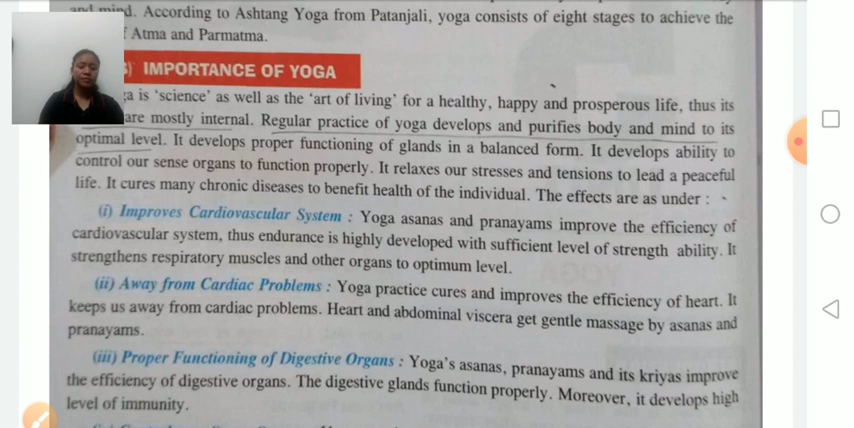 and mind. According to Ashtang Yoga from Patanjali, yoga consists of eight stages to achieve the
Atma and Parmatma.
IMPORTANCE OF YOGA
is ‘science’ as well as the ‘art of living’ for a healthy, happy and prosperous life, thus its
are mostly internal. Regular practice of yoga develops and purifies body and mind to its
optimal level. It develops proper functioning of glands in a balanced form. It develops ability to
control our sense organs to function properly. It relaxes our stresses and tensions to lead a peaceful
life. It cures many chronic diseases to benefit health of the individual. The effects are as under :
(i) Improves Cardiovascular System : Yoga asanas and pranayams improve the efficiency of
cardiovascular system, thus endurance is highly developed with sufficient level of strength ability. It
strengthens respiratory muscles and other organs to optimum level.
(ii) Away from Cardiac Problems : Yoga practice cures and improves the efficiency of heart. It
keeps us away from cardiac problems. Heart and abdominal viscera get gentle massage by asanas and
pranayams.
(iii) Proper Functioning of Digestive Organs : Yoga's asanas, pranayams and its kriyas improve
the efficiency of digestive organs. The digestive glands function properly. Moreover, it develops high
level of immunity.